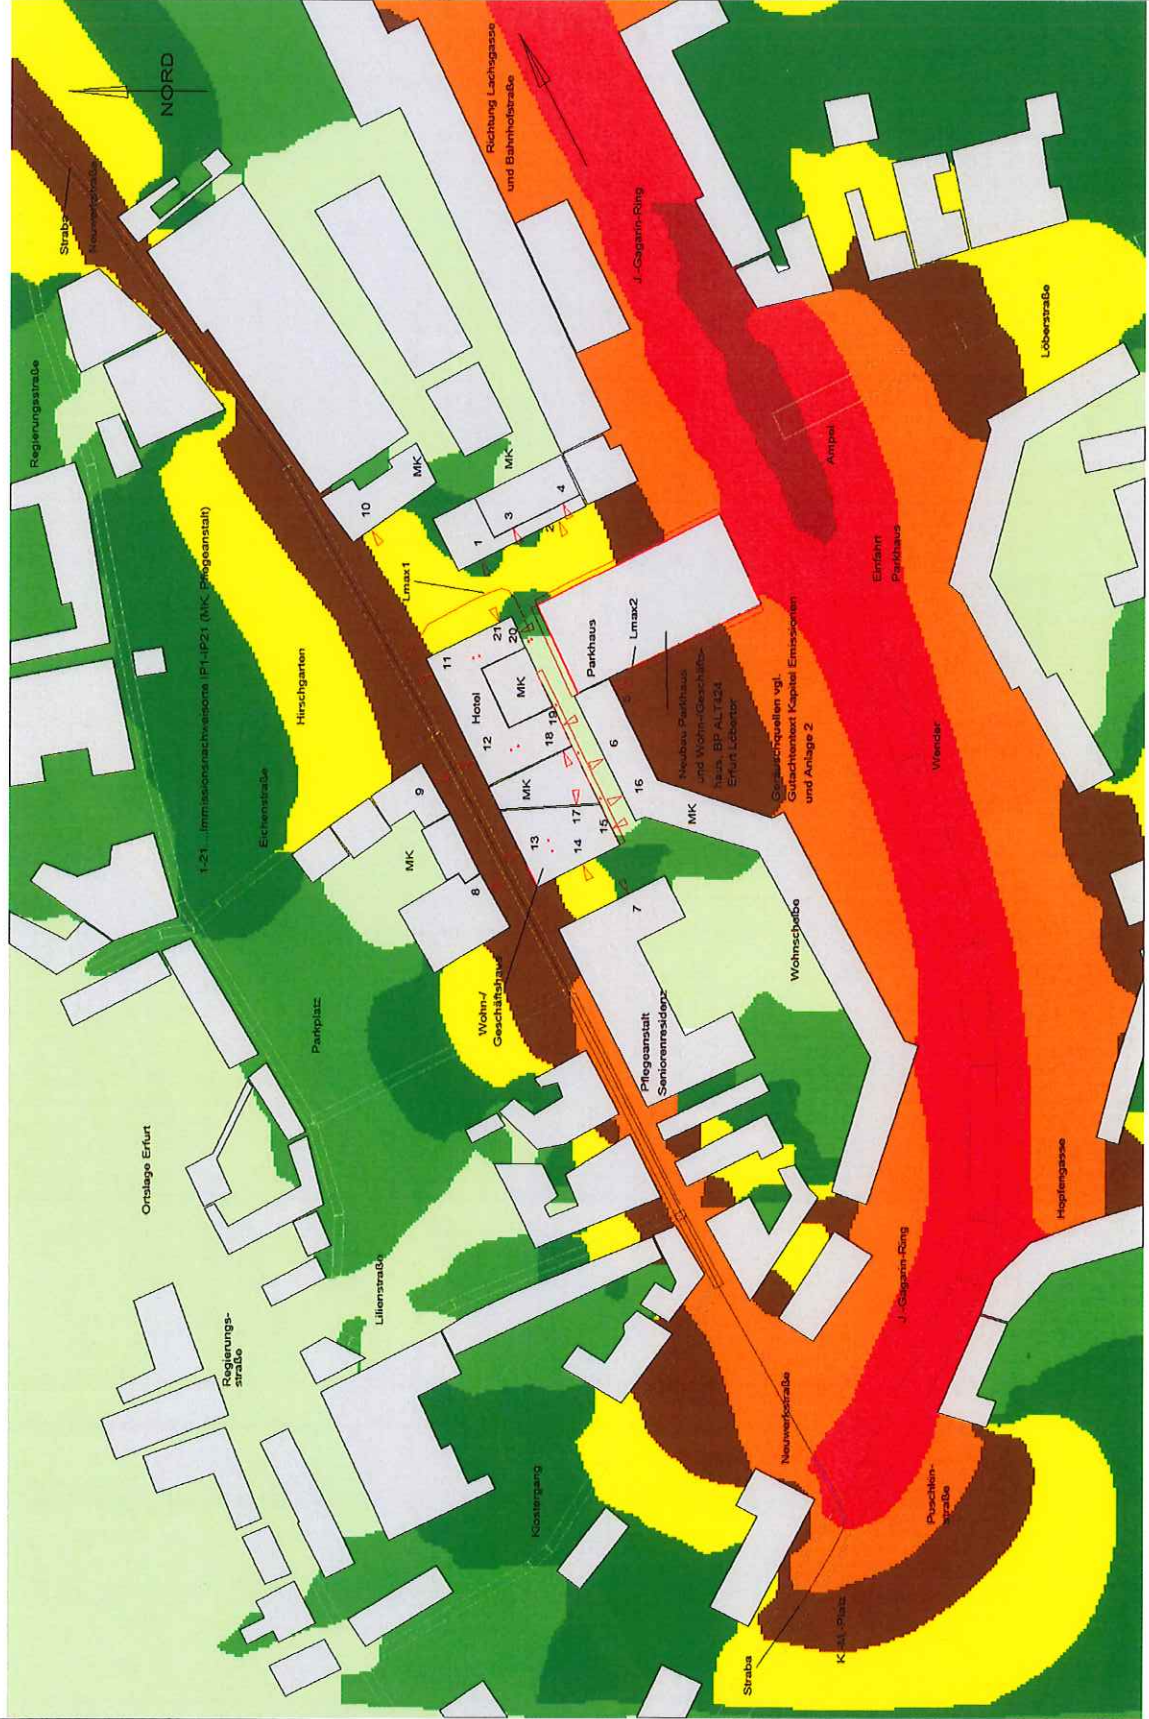 NORD
Straba
Neuwerkstraße
Richtung Lachsgasse
und Bahnhofstraße
J.-Gagarin-Ring
Regierungsstraße
Löberstraße
MK
MK
10
4
3
2
1
Ampel
Einfahrt
Parkhaus
1-21...Immissionsnachweisorte IP1-IP21 (MK, Pflegeanstalt)
Lmax1
Hirschgarten
11
21
20
Hotel
MK
Parkhaus
Lmax2
12
19
18
5
6
Neubau Parkhaus
und Wohn-/Geschäfts-
haus, BP ALT424
Erfurt Löbertor
Geräuschquellen vgl.
Gutachtentext Kapitel Emissionen
und Anlage 2
Wender
Eichenstraße
9
MK
MK
17
16
MK
13
14
15
8
7
Wohn-/
Geschäftshaus
Wohnscheibe
Parkplatz
Pflegeanstalt
Seniorenresidenz
Ortslage Erfurt
Hopfengasse
Lilienstraße
J.-Gagarin-Ring
Regierungs-
straße
Neuwerkstraße
Klostergang
Puschkin-
straße
Straba
K.-M.-Platz